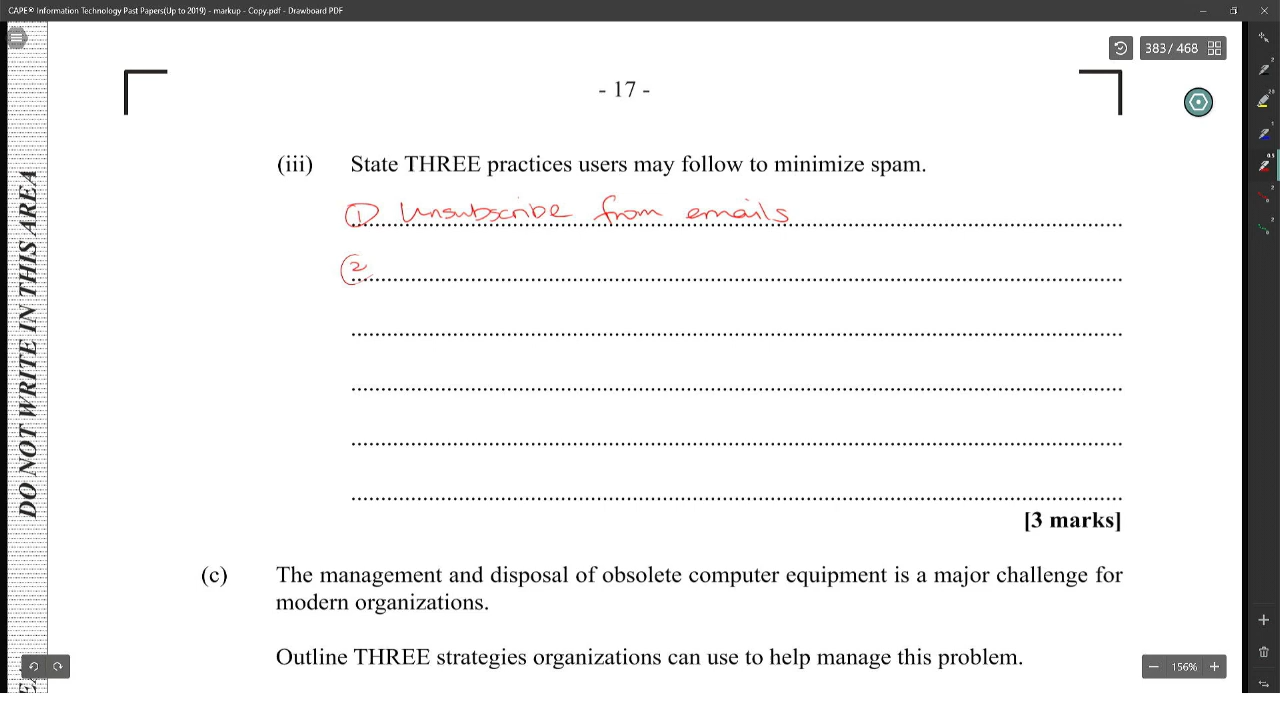 CAPE® Information Technology Past Papers(Up to 2019) - markup - Copy.pdf - Drawboard PDF
383 / 468
- 17 -
(iii) State THREE practices users may follow to minimize spam.
① Unsubscribe from emails
②
[3 marks]
(c) The management and disposal of obsolete computer equipment is a major challenge for
modern organizations.
Outline THREE strategies organizations can use to help manage this problem.
DO NOT WRITE IN THIS AREA
156%